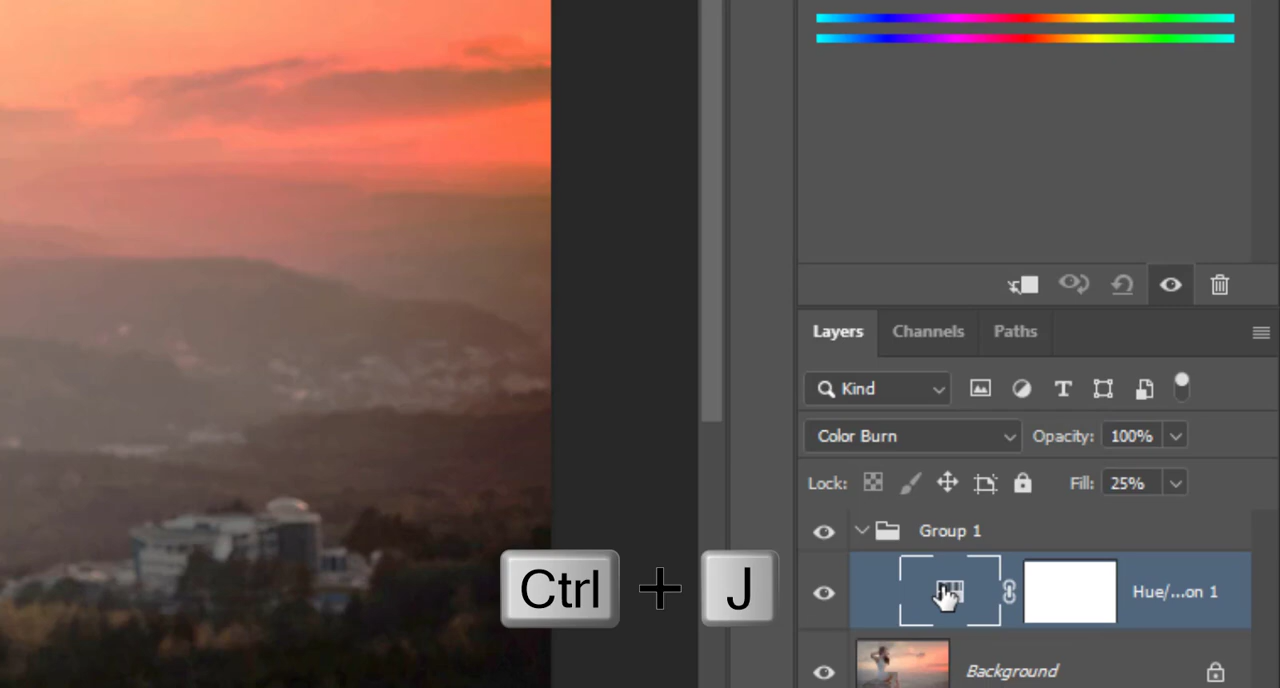 Layers Channels Paths
Kind
Color Burn Opacity: 100%
Lock: Fill: 25%
Group 1
Ctrl + J
Hue/...on 1
Background